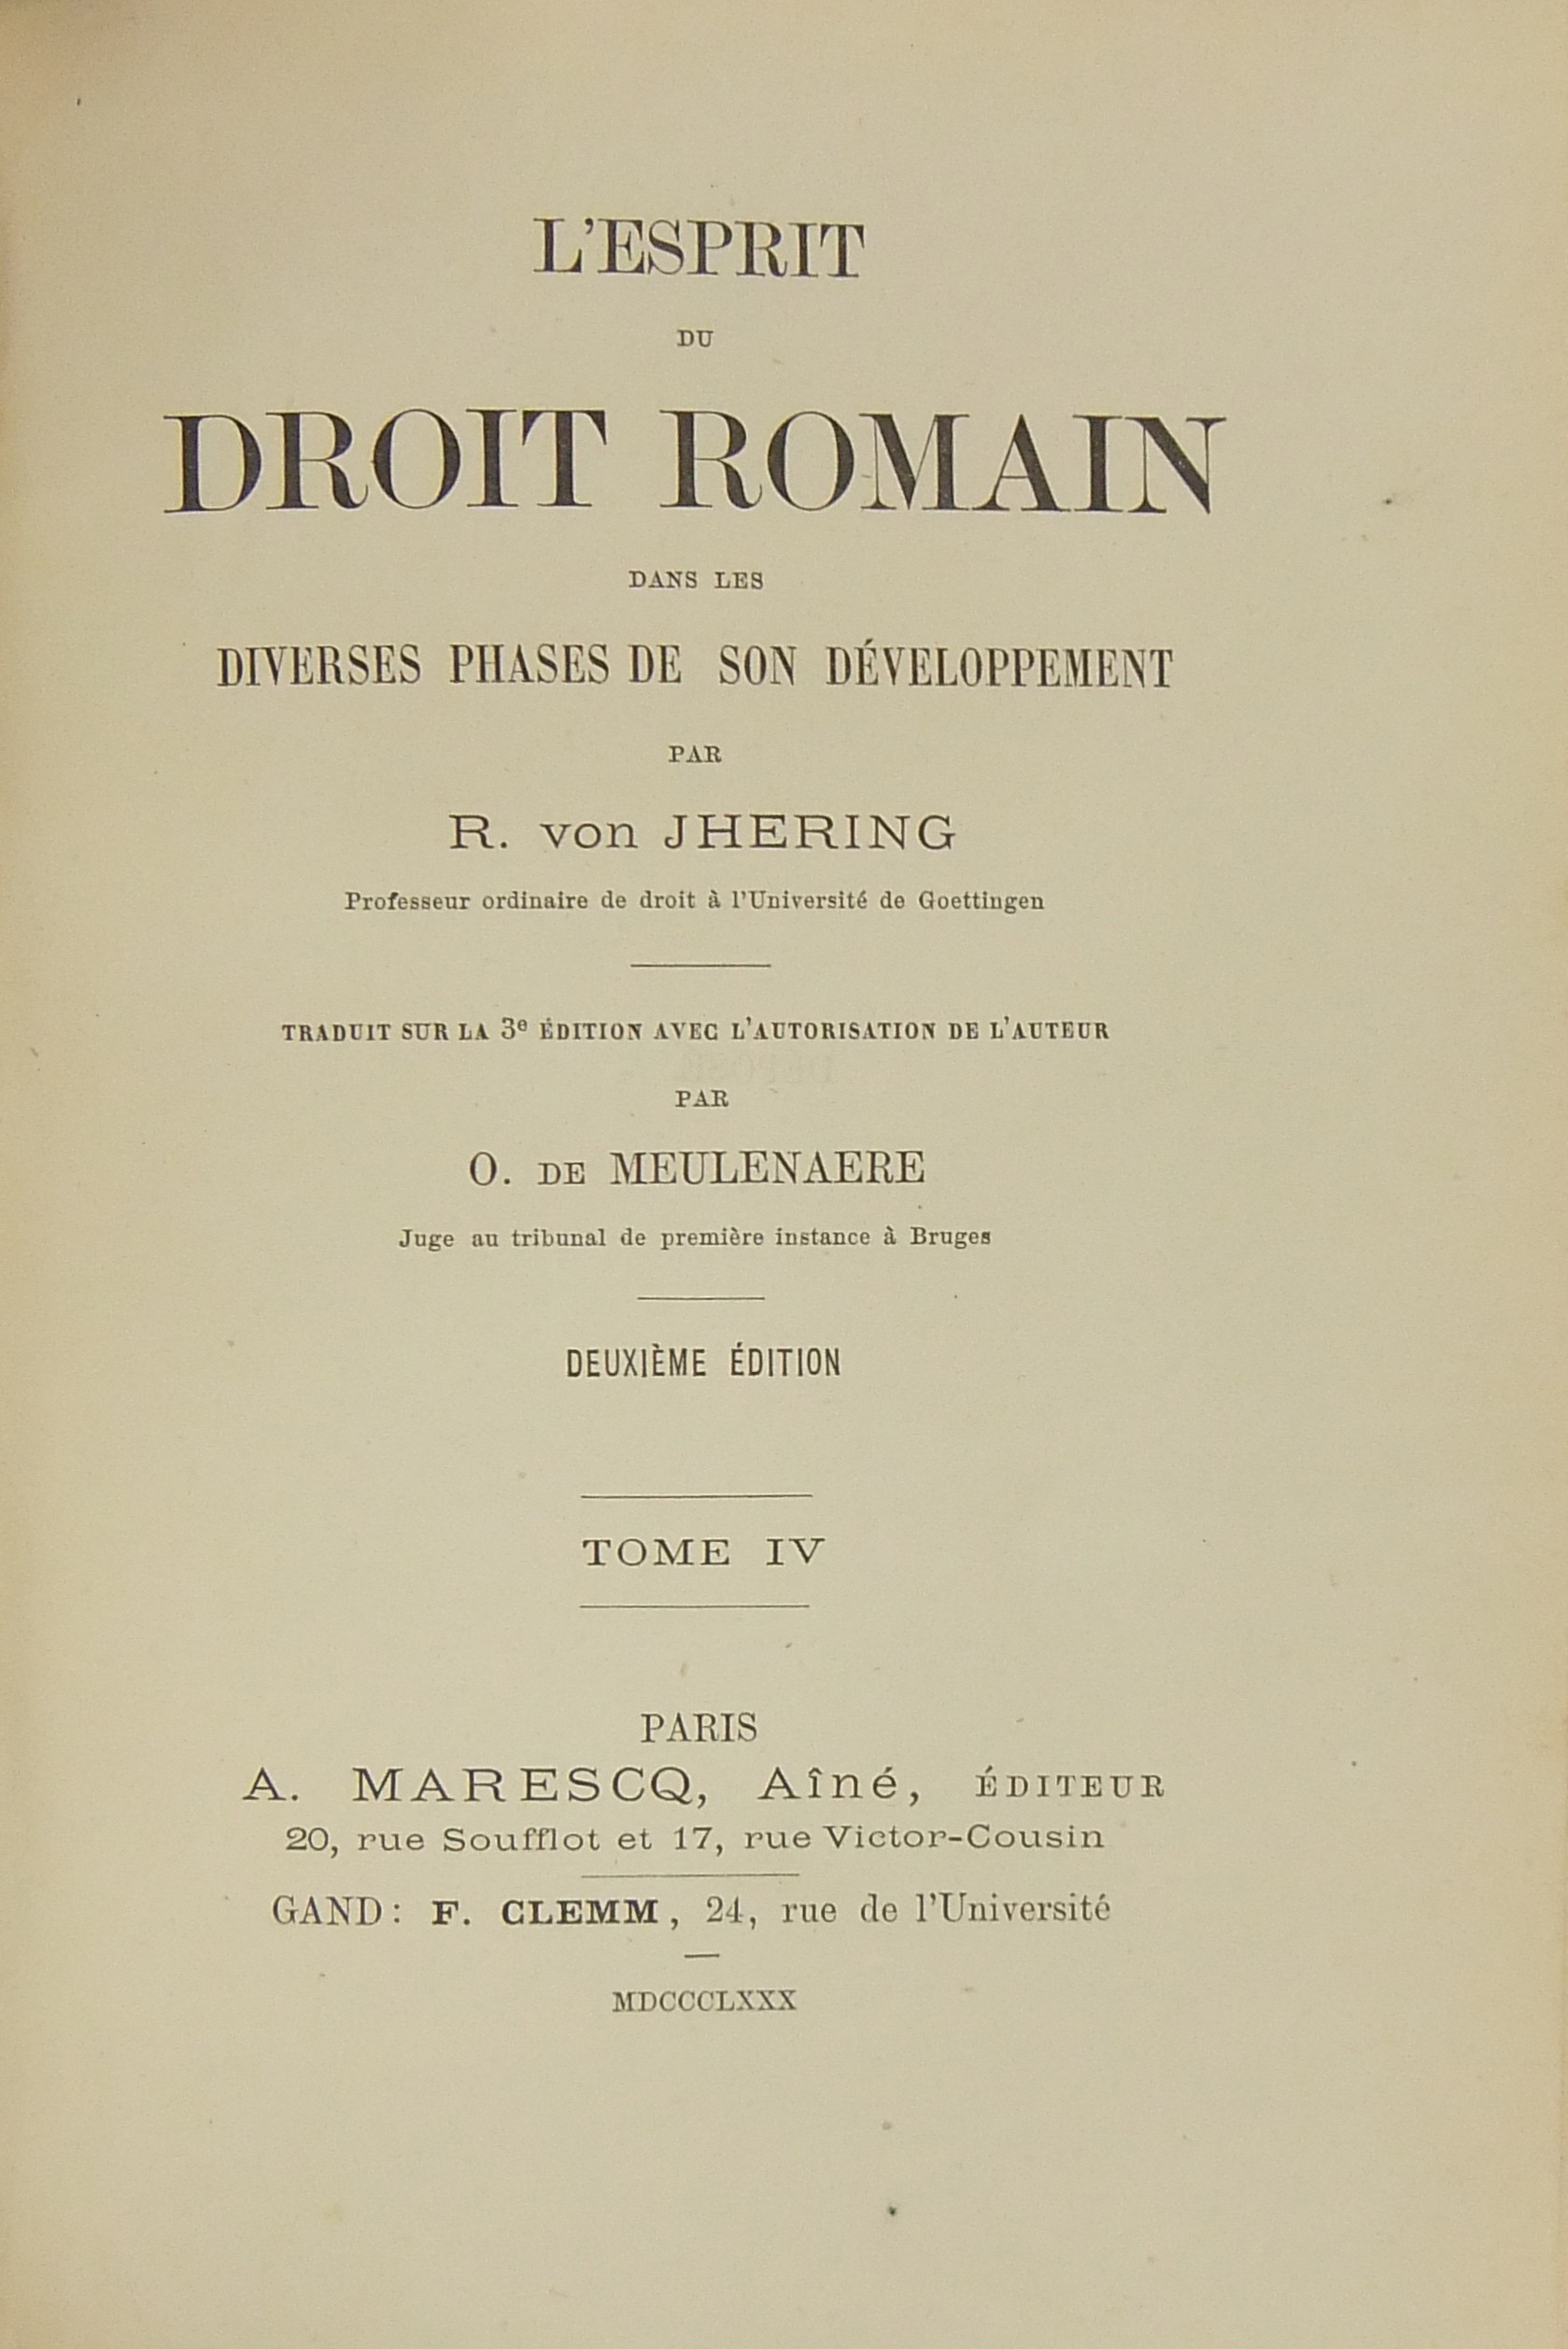 L'ESPRIT
DU
DROIT ROMAIN
DANS LES
DIVERSES PHASES DE SON DÉVELOPPEMENT
PAR
R. von JHERING
Professeur ordinaire de droit à l'Université de Goettingen
TRADUIT SUR LA 3e ÉDITION AVEC L'AUTORISATION DE L'AUTEUR
PAR
O. DE MEULENAERE
Juge au tribunal de première instance à Bruges
DEUXIÈME ÉDITION
TOME IV
PARIS
A. MARESCQ, Aîné, ÉDITEUR
20, rue Soufflot et 17, rue Victor-Cousin
GAND: F. CLEMM, 24, rue de l'Université
MDCCCLXXX